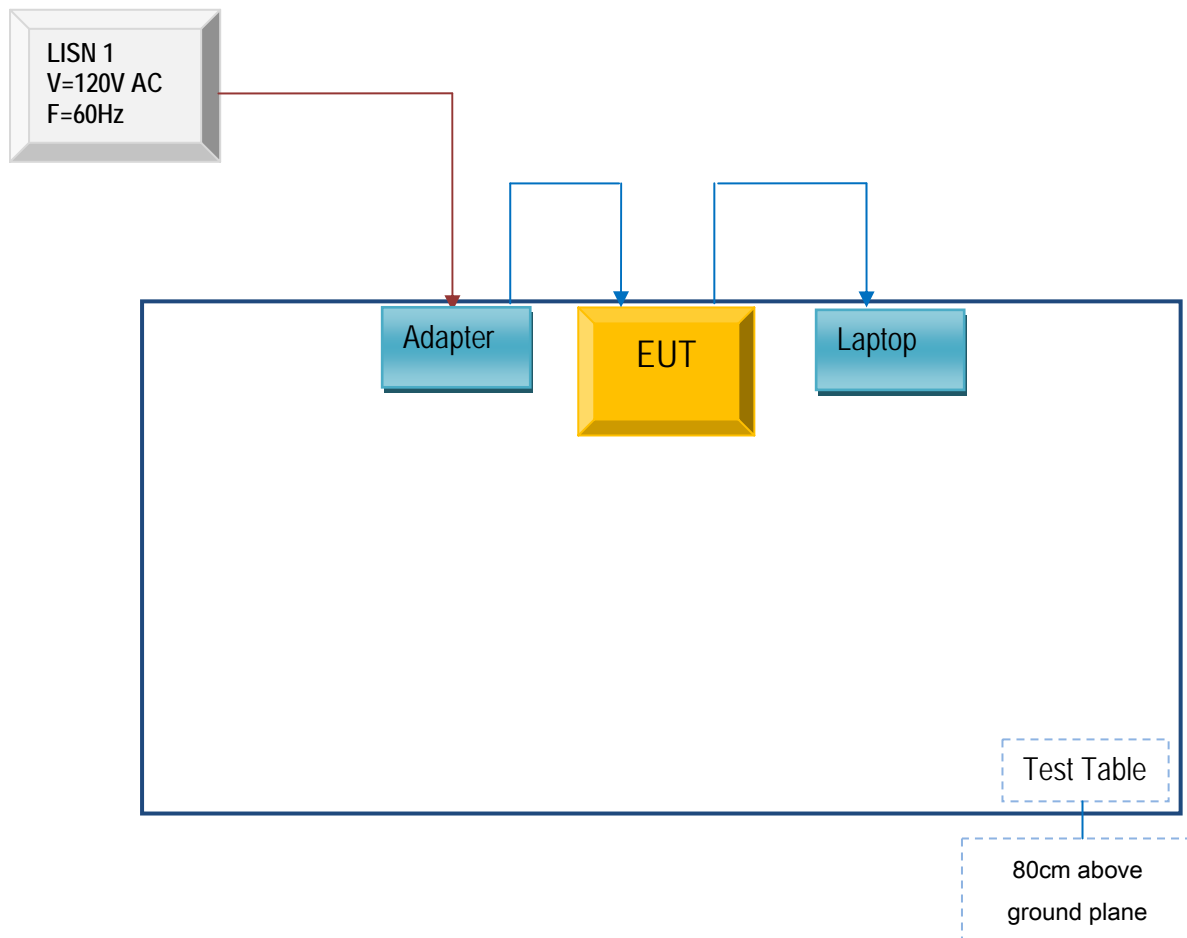 LISN 1
V=120V AC
F=60Hz
Adapter
EUT
Laptop
Test Table
80cm above
ground plane